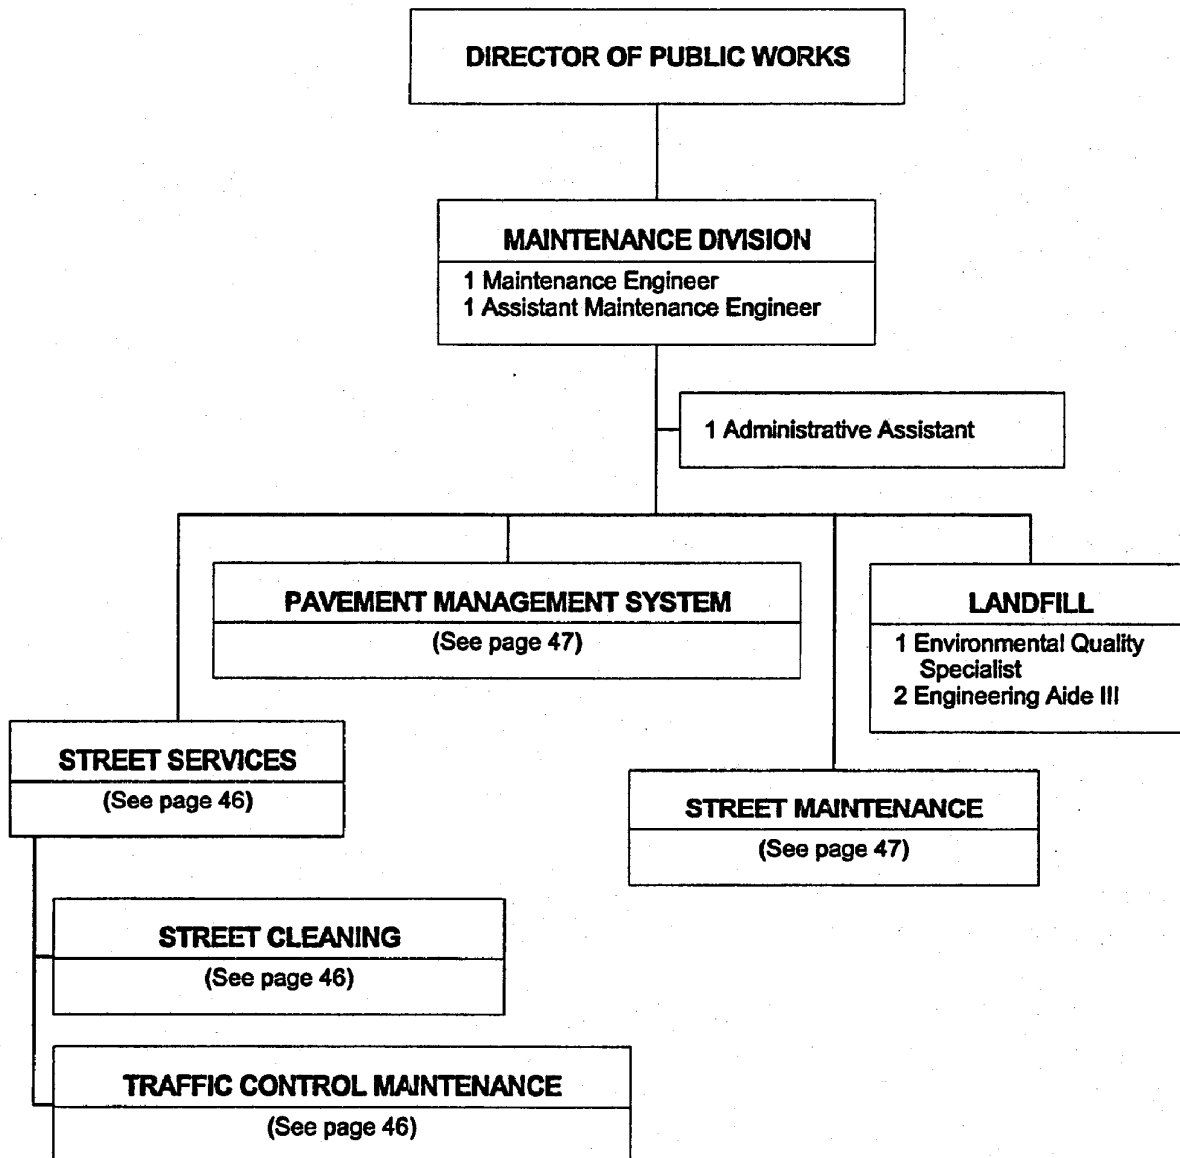 DIRECTOR OF PUBLIC WORKS
MAINTENANCE DIVISION
1 Maintenance Engineer
1 Assistant Maintenance Engineer
1 Administrative Assistant
PAVEMENT MANAGEMENT SYSTEM
(See page 47)
LANDFILL
1 Environmental Quality
Specialist
2 Engineering Aide III
STREET SERVICES
(See page 46)
STREET MAINTENANCE
(See page 47)
STREET CLEANING
(See page 46)
TRAFFIC CONTROL MAINTENANCE
(See page 46)